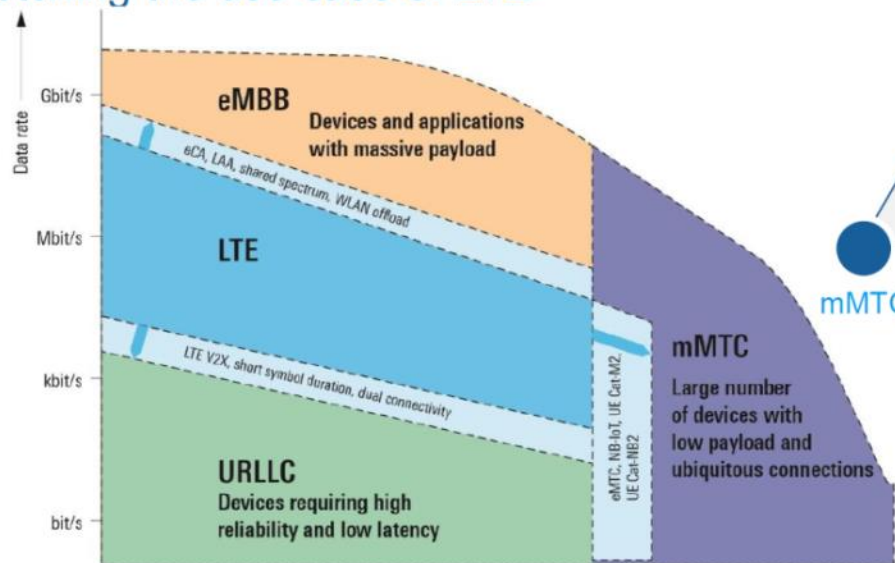 Gbit/s
Mbit/s
kbit/s
bit/s
Data rate
eMBB
Devices and applications
with massive payload
eCA, LAA, shared spectrum, WLAN offload
LTE
LTE V2X, short symbol duration, dual connectivity
URLLC
Devices requiring high
reliability and low latency
eMTC, NB-IoT, UE Cat-M2,
UE Cat-NB2
mMTC
Large number
of devices with
low payload and
ubiquitous connections